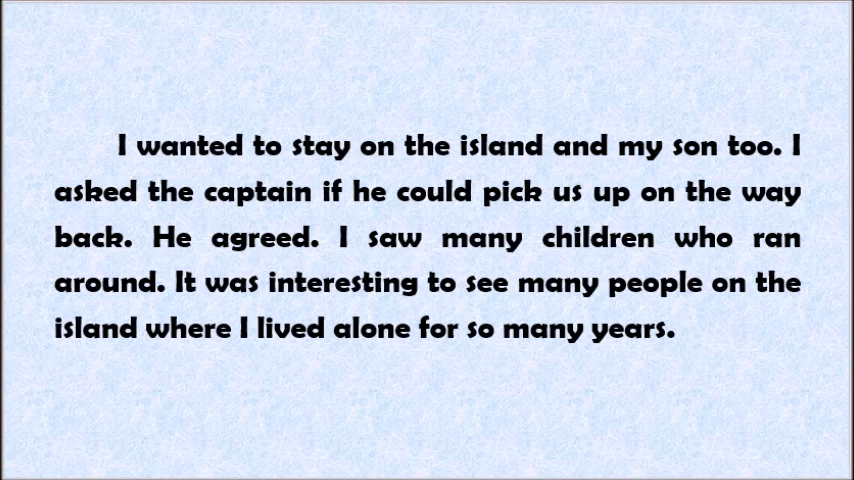 I wanted to stay on the island and my son too. I
asked the captain if he could pick us up on the way
back. He agreed. I saw many children who ran
around. It was interesting to see many people on the
island where I lived alone for so many years.